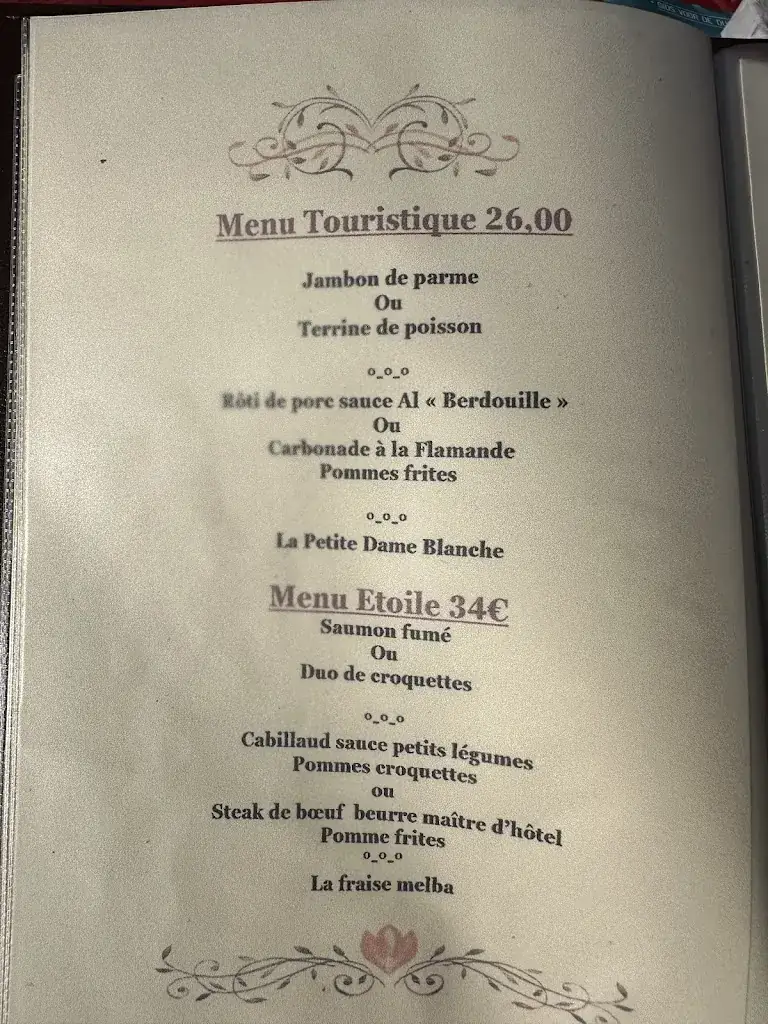 SIDS VOOR DE
Menu Touristique 26,00
Jambon de parme
Ou
Terrine de poisson
o_o_o
Rôti de porc sauce Al « Berdouille »
Ou
Carbonade à la Flamande
Pommes frites
o_o_o
La Petite Dame Blanche
Menu Etoile 34€
Saumon fumé
Ou
Duo de croquettes
o_o_o
Cabillaud sauce petits légumes
Pommes croquettes
ou
Steak de bœuf beurre maître d'hôtel
Pomme frites
o_o_o
La fraise melba